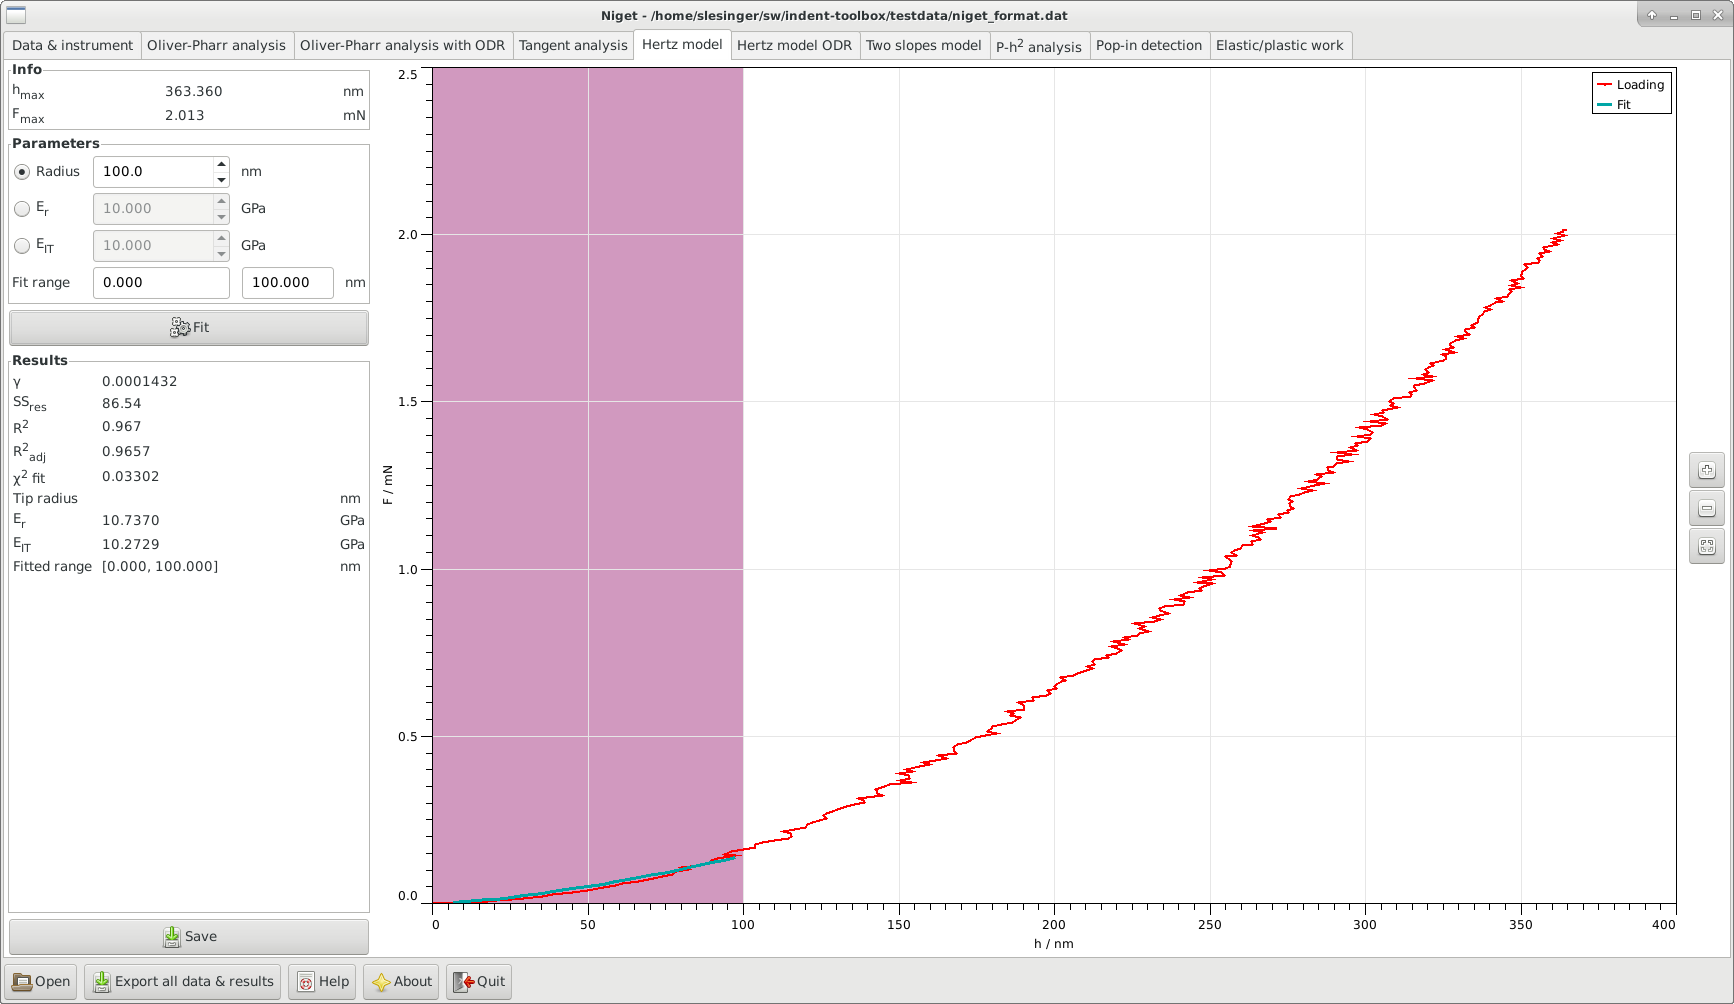 Niget - /home/slesinger/sw/indent-toolbox/testdata/niget_format.dat
Data & instrument Oliver-Pharr analysis Oliver-Pharr analysis with ODR Tangent analysis Hertz model Hertz model ODR Two slopes model P-h² analysis Pop-in detection Elastic/plastic work
Info
hmax 363.360 nm
Fmax 2.013 mN
Parameters
Radius 100.0 nm
Er 10.000 GPa
EIT 10.000 GPa
Fit range 0.000 100.000 nm
Fit
Results
γ 0.0001432
SSres 86.54
R² 0.967
R²adj 0.9657
χ² fit 0.03302
Tip radius nm
Er 10.7370 GPa
EIT 10.2729 GPa
Fitted range [0.000, 100.000] nm
Save
2.5
2.0
1.5
1.0
0.5
0.0
F / mN
0 50 100 150 200 250 300 350 400
h / nm
Loading
Fit
Open Export all data & results Help About Quit